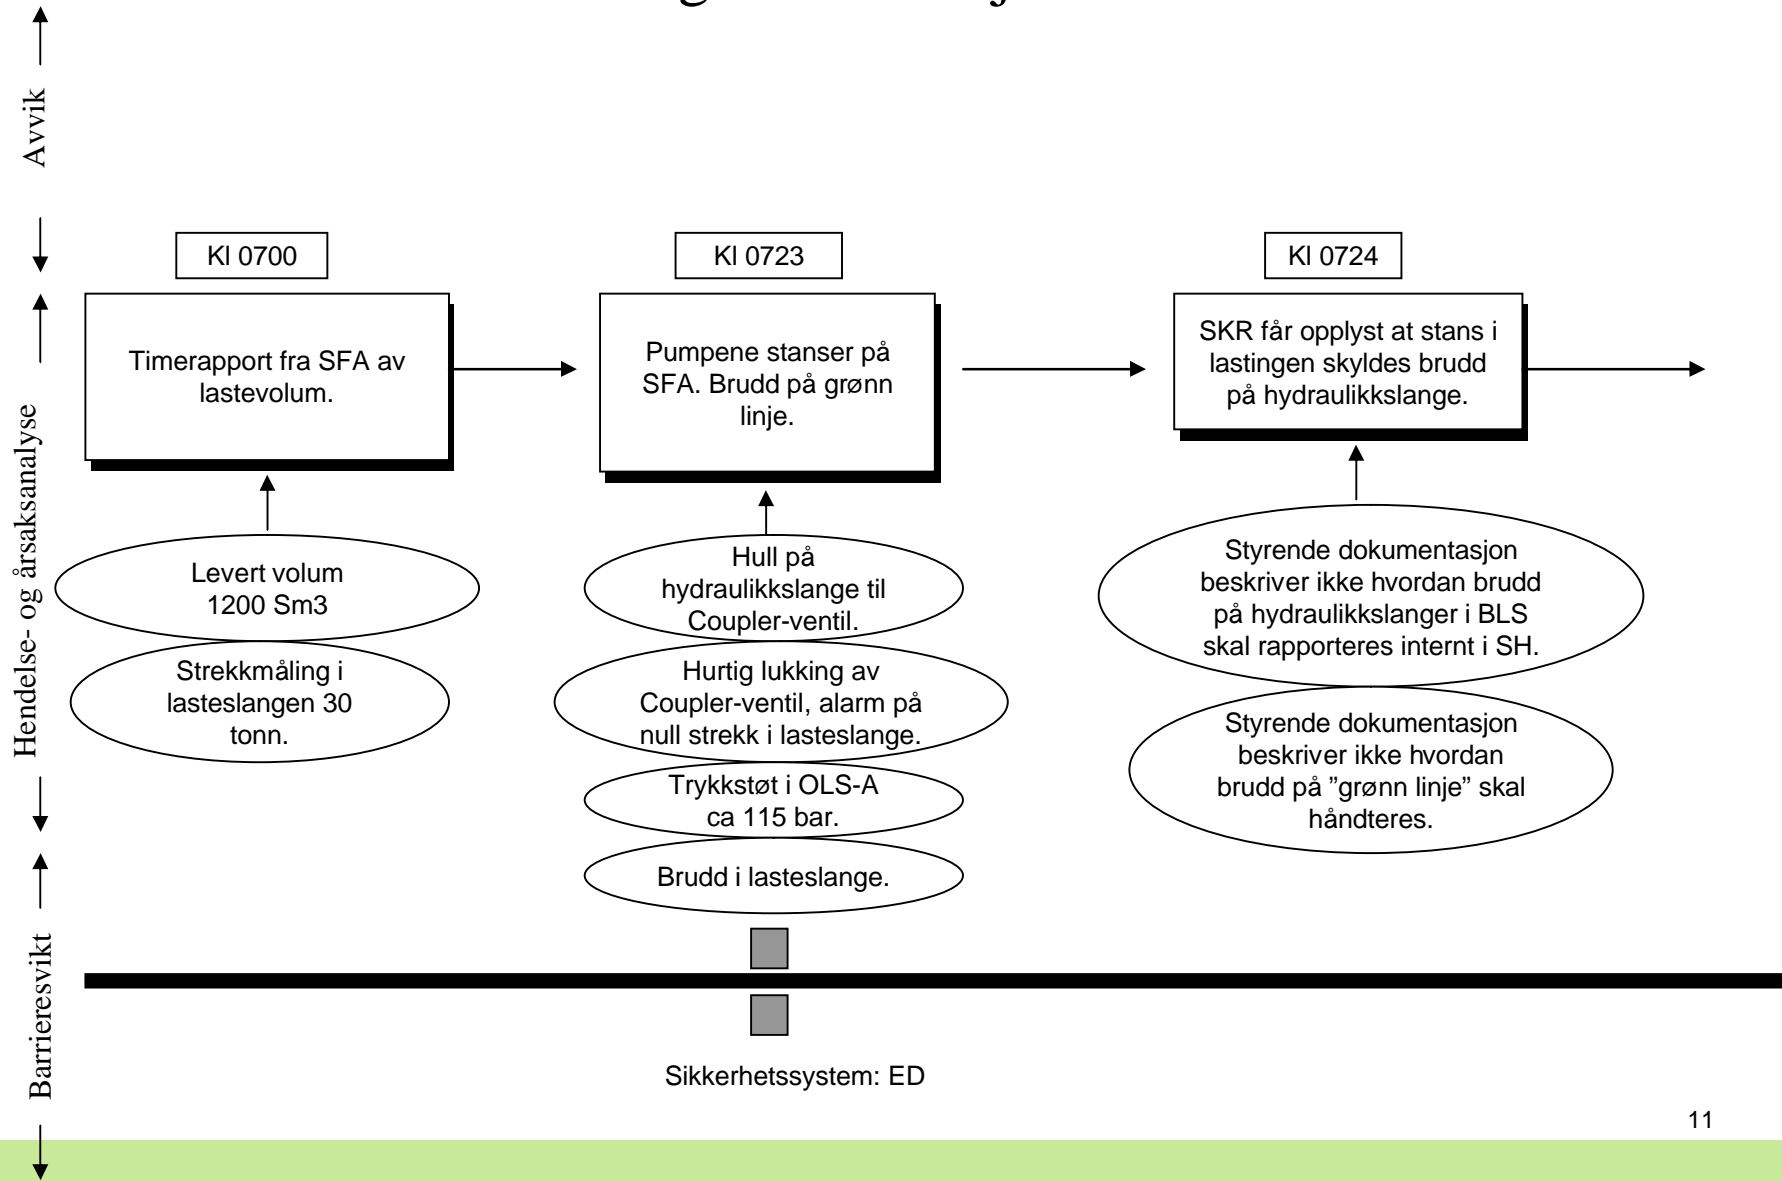 Avvik
Hendelse- og årsaksanalyse
Barrieresvikt
Kl 0700
Timerapport fra SFA av
lastevolum.
Levert volum
1200 Sm3
Strekkmåling i
lasteslangen 30
tonn.
Kl 0723
Pumpene stanser på
SFA. Brudd på grønn
linje.
Hull på
hydraulikkslange til
Coupler-ventil.
Hurtig lukking av
Coupler-ventil, alarm på
null strekk i lasteslange.
Trykkstøt i OLS-A
ca 115 bar.
Brudd i lasteslange.
Kl 0724
SKR får opplyst at stans i
lastingen skyldes brudd
på hydraulikkslange.
Styrende dokumentasjon
beskriver ikke hvordan brudd
på hydraulikkslanger i BLS
skal rapporteres internt i SH.
Styrende dokumentasjon
beskriver ikke hvordan
brudd på ”grønn linje” skal
håndteres.
Sikkerhetssystem: ED
11